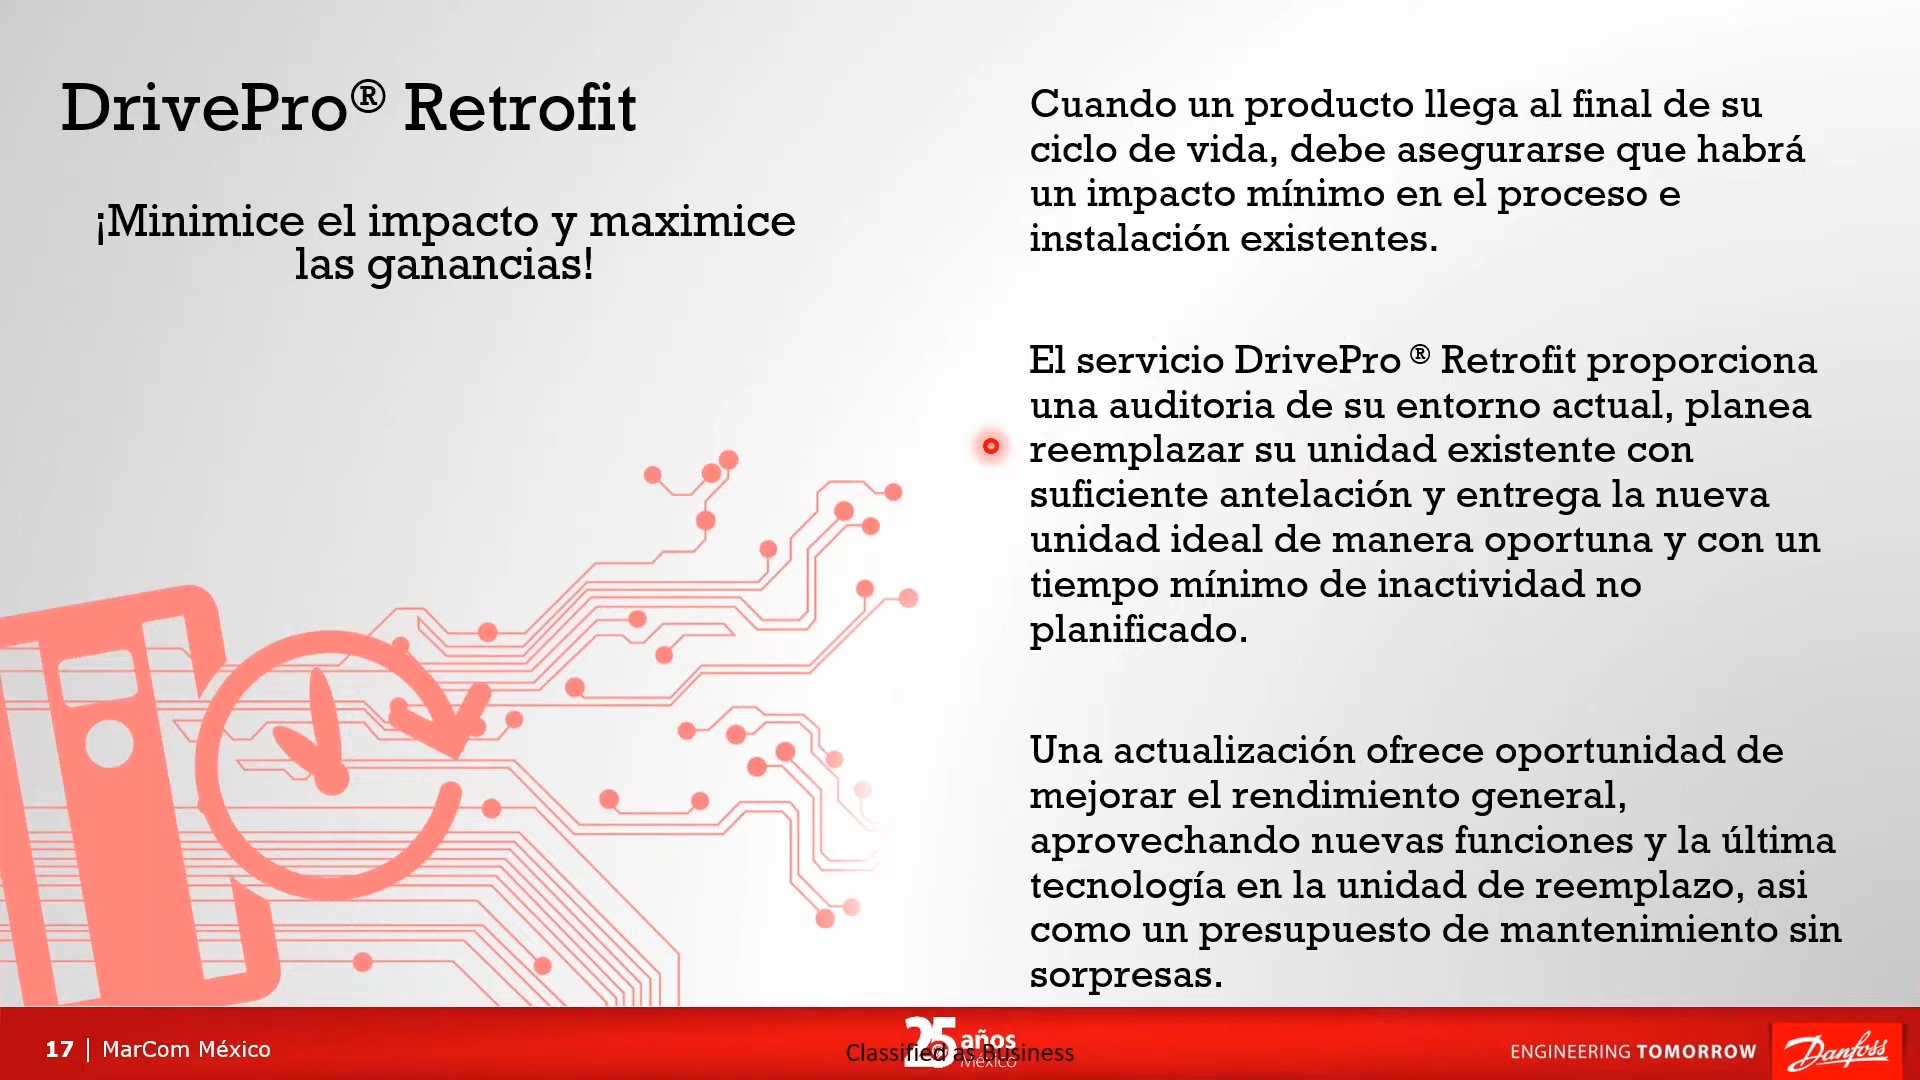 DrivePro® Retrofit
¡Minimice el impacto y maximice
las ganancias!
Cuando un producto llega al final de su
ciclo de vida, debe asegurarse que habrá
un impacto mínimo en el proceso e
instalación existentes.
El servicio DrivePro ® Retrofit proporciona
una auditoria de su entorno actual, planea
reemplazar su unidad existente con
suficiente antelación y entrega la nueva
unidad ideal de manera oportuna y con un
tiempo mínimo de inactividad no
planificado.
Una actualización ofrece oportunidad de
mejorar el rendimiento general,
aprovechando nuevas funciones y la última
tecnología en la unidad de reemplazo, asi
como un presupuesto de mantenimiento sin
sorpresas.
17 | MarCom México
25 años
México
Classified as Business
ENGINEERING TOMORROW
Danfoss